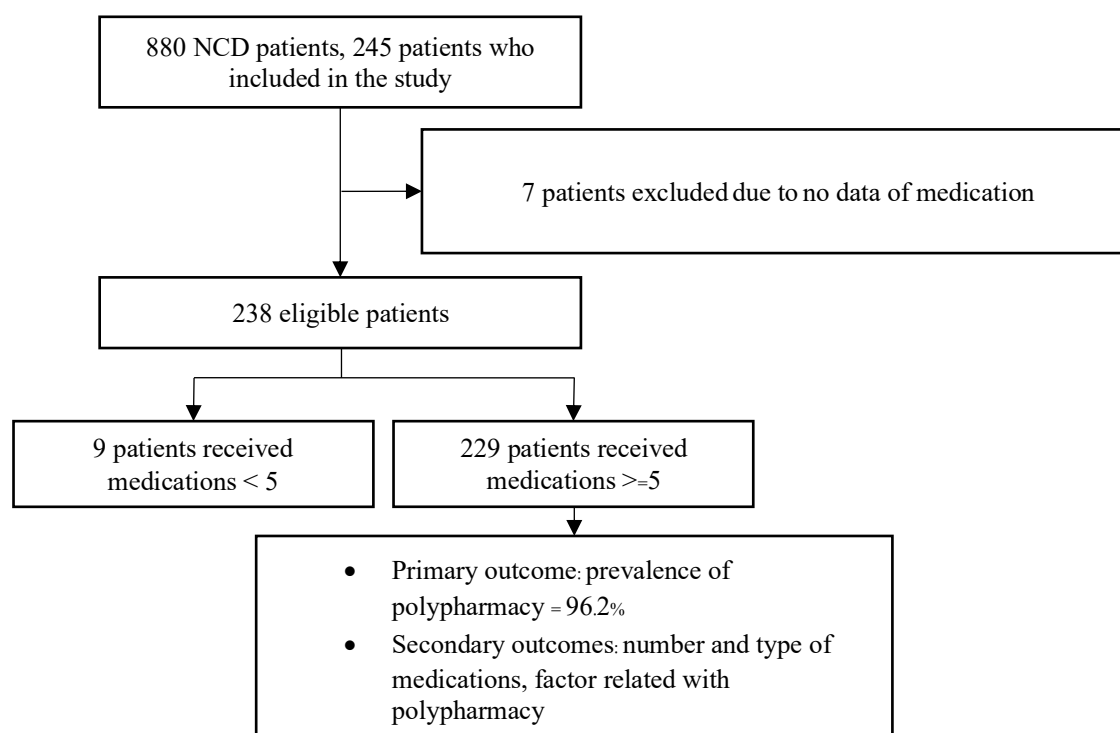 880 NCD patients, 245 patients who
included in the study
7 patients excluded due to no data of medication
238 eligible patients
9 patients received
medications < 5
229 patients received
medications >=5
• Primary outcome: prevalence of
polypharmacy = 96.2%
• Secondary outcomes: number and type of
medications, factor related with
polypharmacy